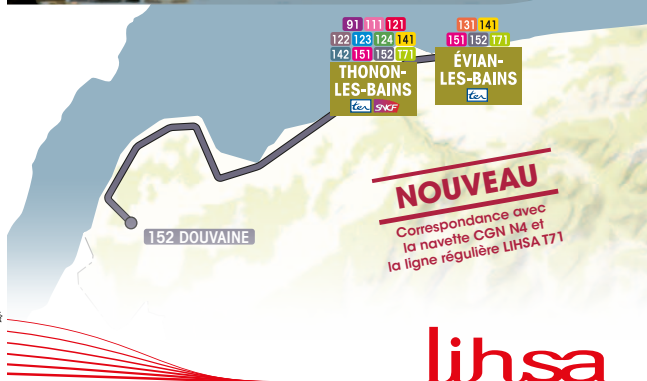 91 111 121
122 123 124 141
142 151 152 T71
THONON-
LES-BAINS
ter SNCF
131 141
151 152 T71
ÉVIAN-
LES-BAINS
ter
152 DOUVAINE
NOUVEAU
Correspondance avec
la navette CGN N4 et
la ligne régulière LIHSA T71
lihsa